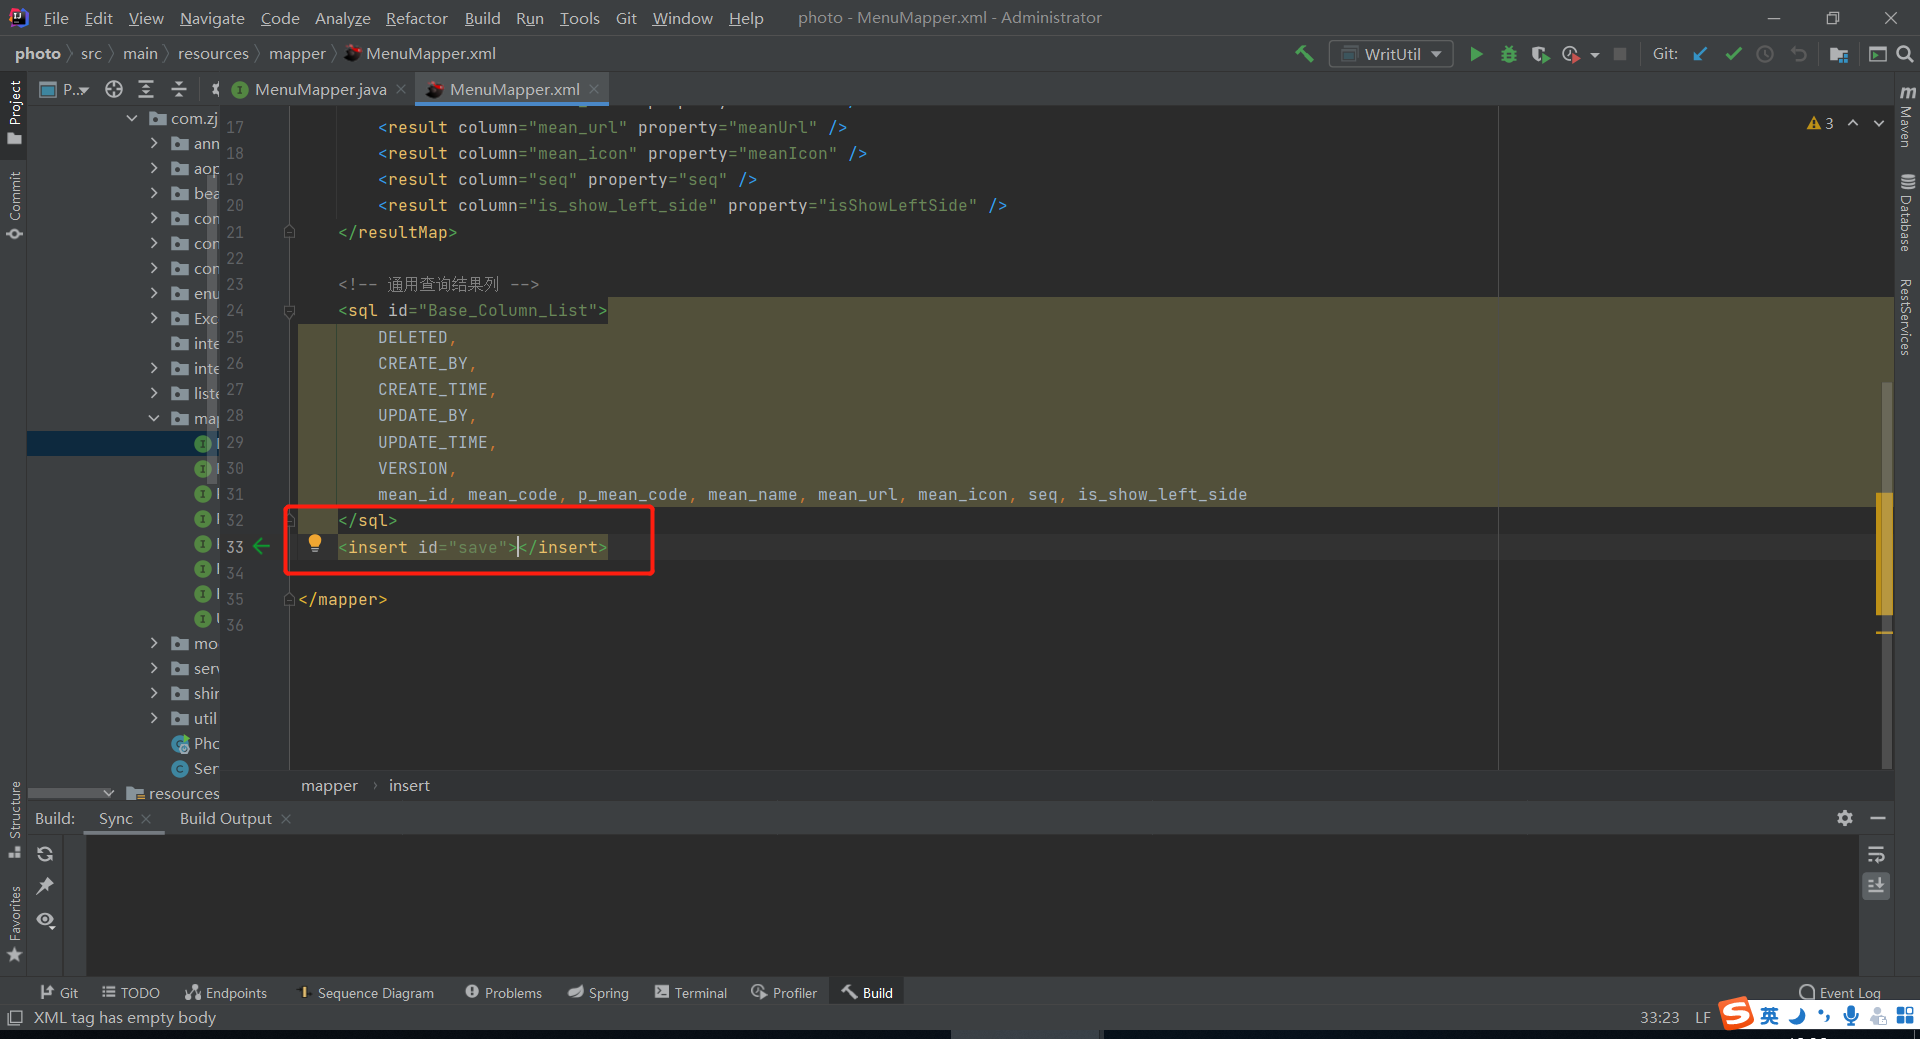 File Edit View Navigate Code Analyze Refactor Build Run Tools Git Window Help photo - MenuMapper.xml - Administrator
photo src main resources mapper MenuMapper.xml WritUtil Git:
P... MenuMapper.java MenuMapper.xml
Project
Commit
Structure
Favorites
com.zj
ann
aop
bea
con
enu
Exc
inte
inte
liste
map
mo
serv
shir
util
Pho
Ser
resources
17 <result column="mean_url" property="meanUrl" />
18 <result column="mean_icon" property="meanIcon" />
19 <result column="seq" property="seq" />
20 <result column="is_show_left_side" property="isShowLeftSide" />
21 </resultMap>
22
23 <!-- 通用查询结果列 -->
24 <sql id="Base_Column_List">
25 DELETED,
26 CREATE_BY,
27 CREATE_TIME,
28 UPDATE_BY,
29 UPDATE_TIME,
30 VERSION,
31 mean_id, mean_code, p_mean_code, mean_name, mean_url, mean_icon, seq, is_show_left_side
32 </sql>
33 <insert id="save"></insert>
34
35 </mapper>
36
3
Maven
Database
RestServices
mapper insert
Build: Sync Build Output
Git TODO Endpoints Sequence Diagram Problems Spring Terminal Profiler Build Event Log
XML tag has empty body 33:23 LF
英